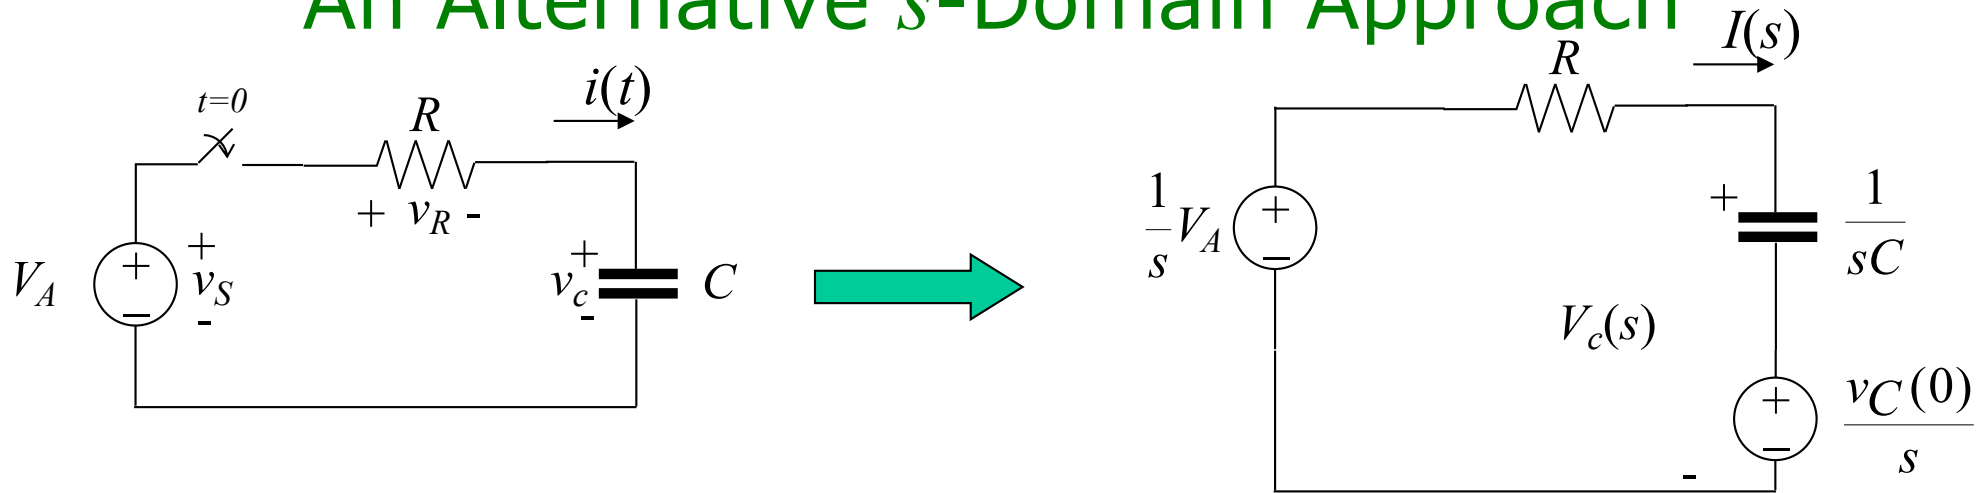 An Alternative s-Domain Approach
t=0
R
i(t)
+ v_R -
V_A
+
-
+
v_S
-
+
v_c
-
C
R
I(s)
1/s V_A
+
-
+
1/sC
V_c(s)
+
-
v_C(0)/s
-